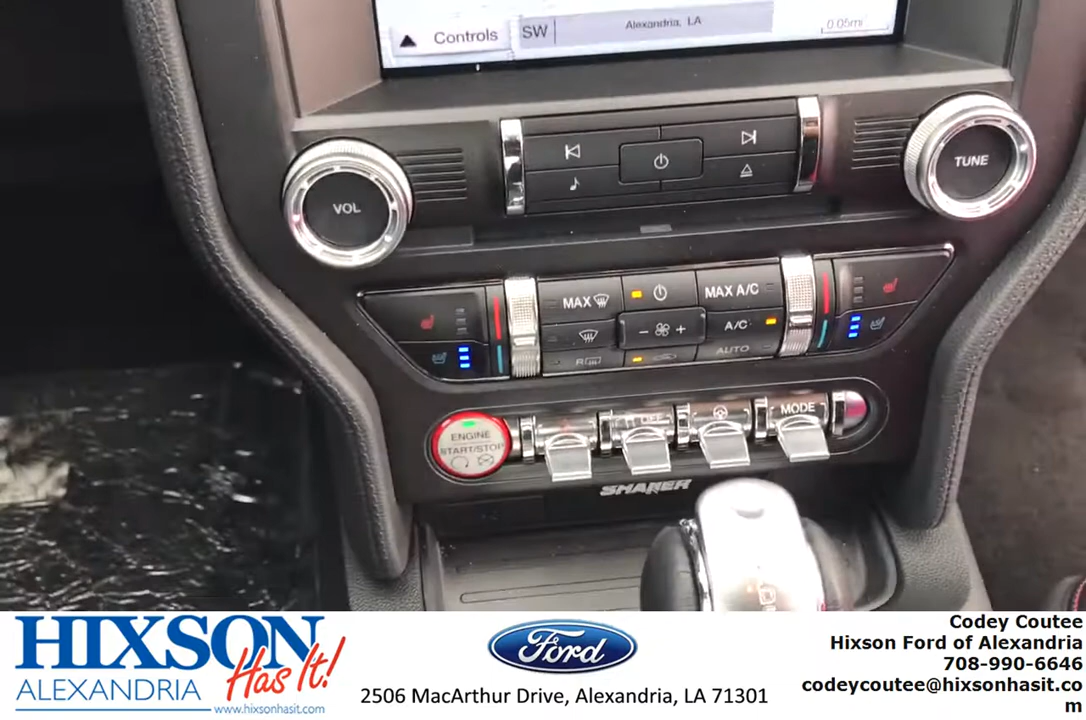 Controls
SW
Alexandria, LA
0.05mi
VOL
TUNE
MAX
MAX A/C
A/C
R
AUTO
ENGINE
START/STOP
OFF
MODE
SHAKER
HIXSON
Has It!
ALEXANDRIA
www.hixsonhasit.com
Ford
2506 MacArthur Drive, Alexandria, LA 71301
Codey Coutee
Hixson Ford of Alexandria
708-990-6646
codeycoutee@hixsonhasit.co
m